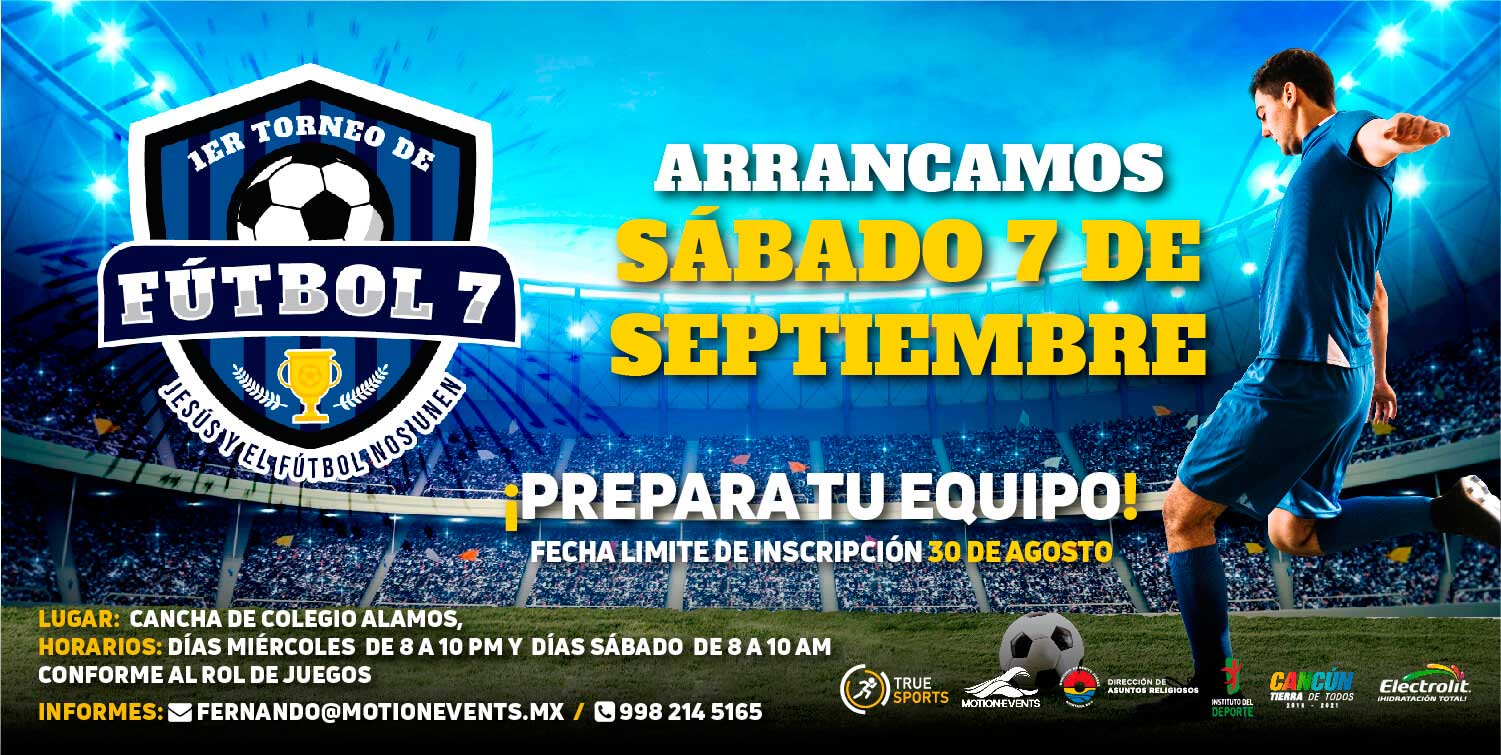 1ER TORNEO DE
FÚTBOL 7
JESÚS Y EL FÚTBOL NOS UNEN
ARRANCAMOS
SÁBADO 7 DE
SEPTIEMBRE
¡PREPARA TU EQUIPO!
FECHA LIMITE DE INSCRIPCIÓN 30 DE AGOSTO
LUGAR: CANCHA DE COLEGIO ALAMOS,
HORARIOS: DÍAS MIÉRCOLES DE 8 A 10 PM Y DÍAS SÁBADO DE 8 A 10 AM
CONFORME AL ROL DE JUEGOS
INFORMES: FERNANDO@MOTIONEVENTS.MX / 998 214 5165
TRUE
SPORTS
MOTION·EVENTS
DIRECCIÓN DE
ASUNTOS RELIGIOSOS
INSTITUTO DEL
DEPORTE
CANCÚN
TIERRA DE TODOS
2018 - 2021
Electrolit
¡HIDRATACIÓN TOTAL!